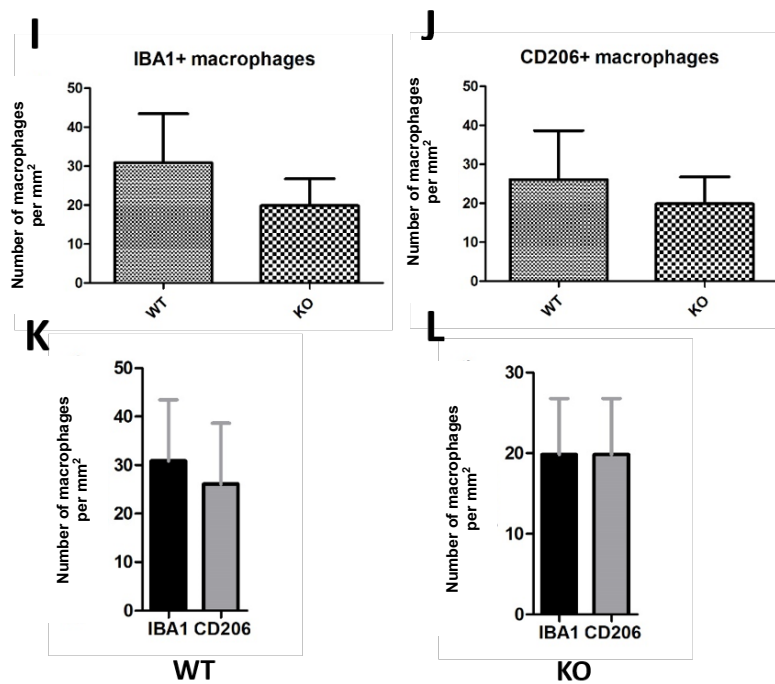 I
IBA1+ macrophages
Number of macrophages
per mm²
50
40
30
20
10
0
WT
KO
J
CD206+ macrophages
Number of macrophages
per mm²
50
40
30
20
10
0
WT
KO
K
Number of macrophages
per mm²
50
40
30
20
10
0
IBA1 CD206
WT
L
Number of macrophages
per mm²
30
20
10
0
IBA1 CD206
KO